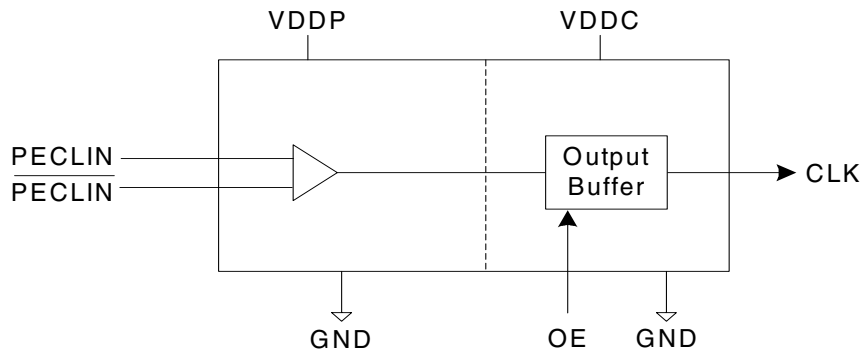 VDDP
VDDC
PECLIN
PECLIN
Output
Buffer
CLK
GND
OE
GND